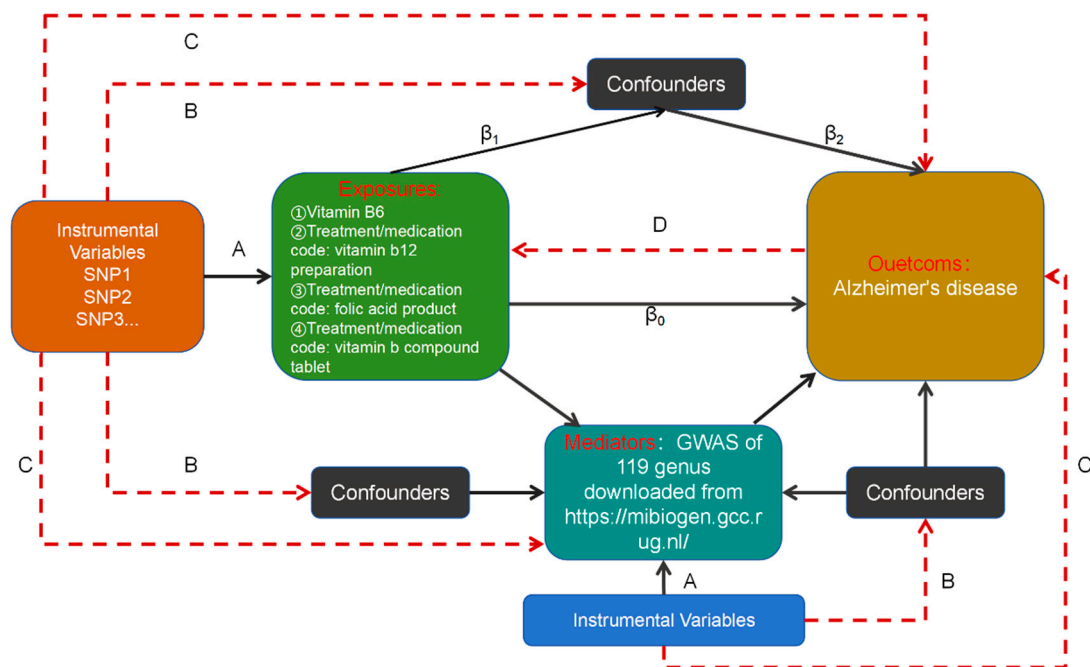 C
B
Confounders
β1
β2
Exposures:
①Vitamin B6
②Treatment/medication
code: vitamin b12
preparation
③Treatment/medication
code: folic acid product
④Treatment/medication
code: vitamin b compound
tablet
Instrumental
Variables
SNP1
SNP2
SNP3...
A
D
β0
Ouetcoms:
Alzheimer's disease
C
B
Confounders
Mediators: GWAS of
119 genus
downloaded from
https://mibiogen.gcc.r
ug.nl/
Confounders
C
A
B
Instrumental Variables